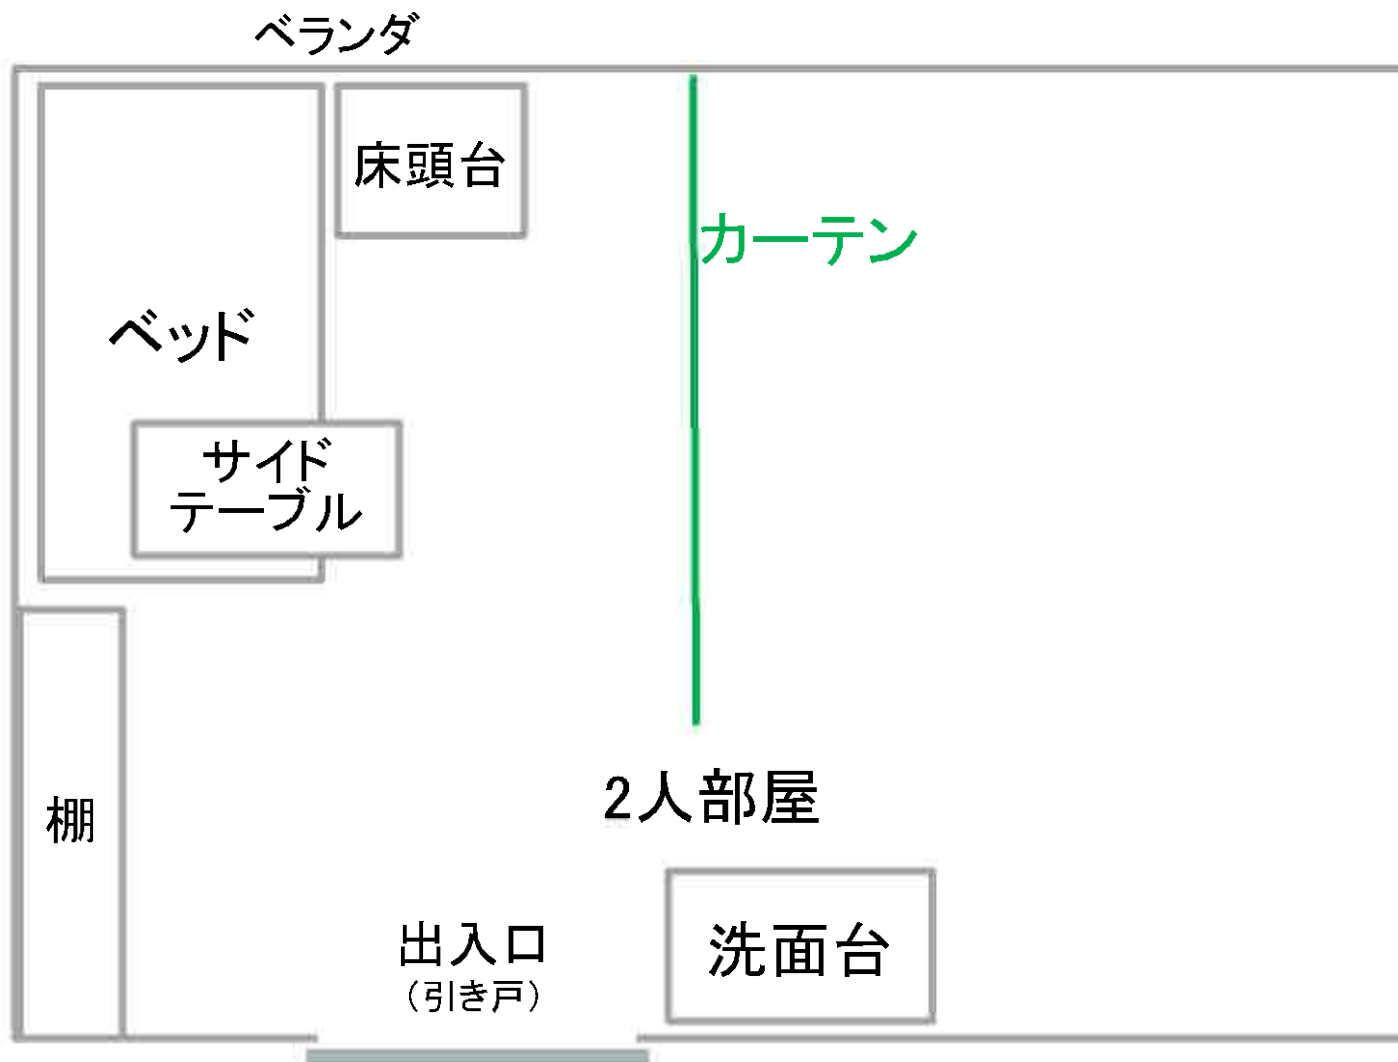 ベランダ
床頭台
カーテン
ベッド
サイド
テーブル
2人部屋
棚
出入口
（引き戸）
洗面台